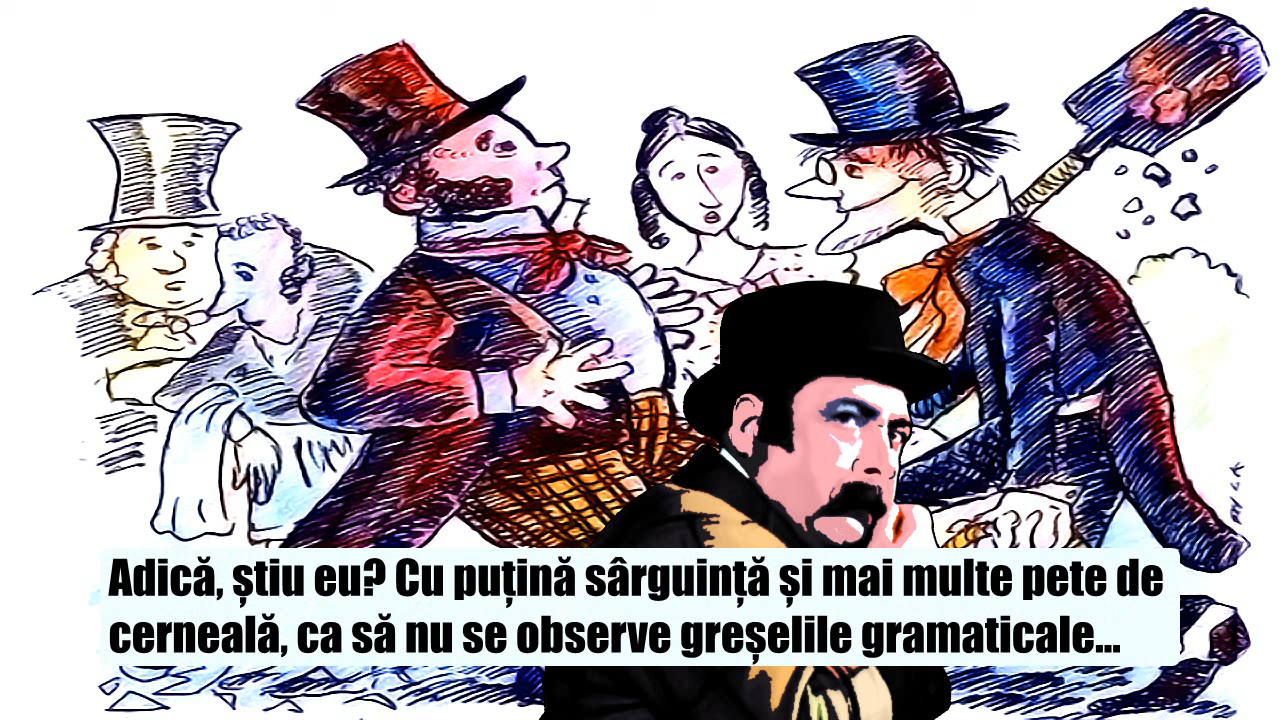 Adică, știu eu? Cu puțină sârguință și mai multe pete de
cerneală, ca să nu se observe greșelile gramaticale...